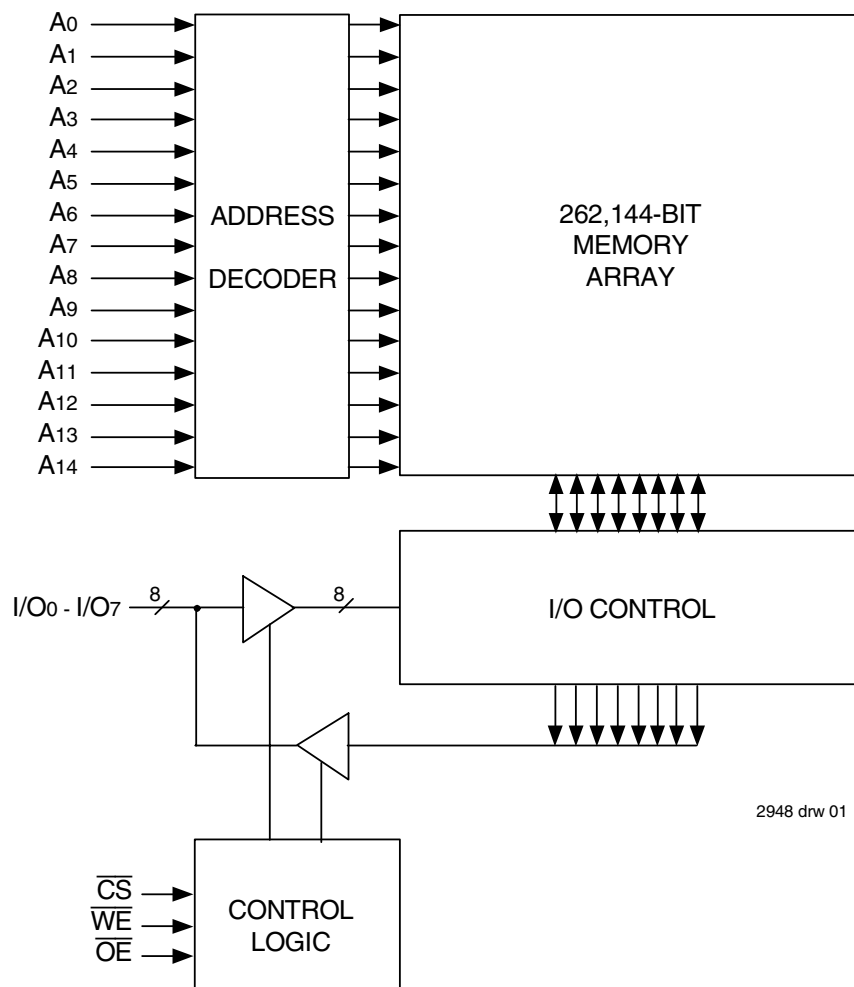 A0
A1
A2
A3
A4
A5
A6
A7
A8
A9
A10
A11
A12
A13
A14
ADDRESS
DECODER
262,144-BIT
MEMORY
ARRAY
I/O0 - I/O7
8
8
I/O CONTROL
2948 drw 01
CS
WE
OE
CONTROL
LOGIC